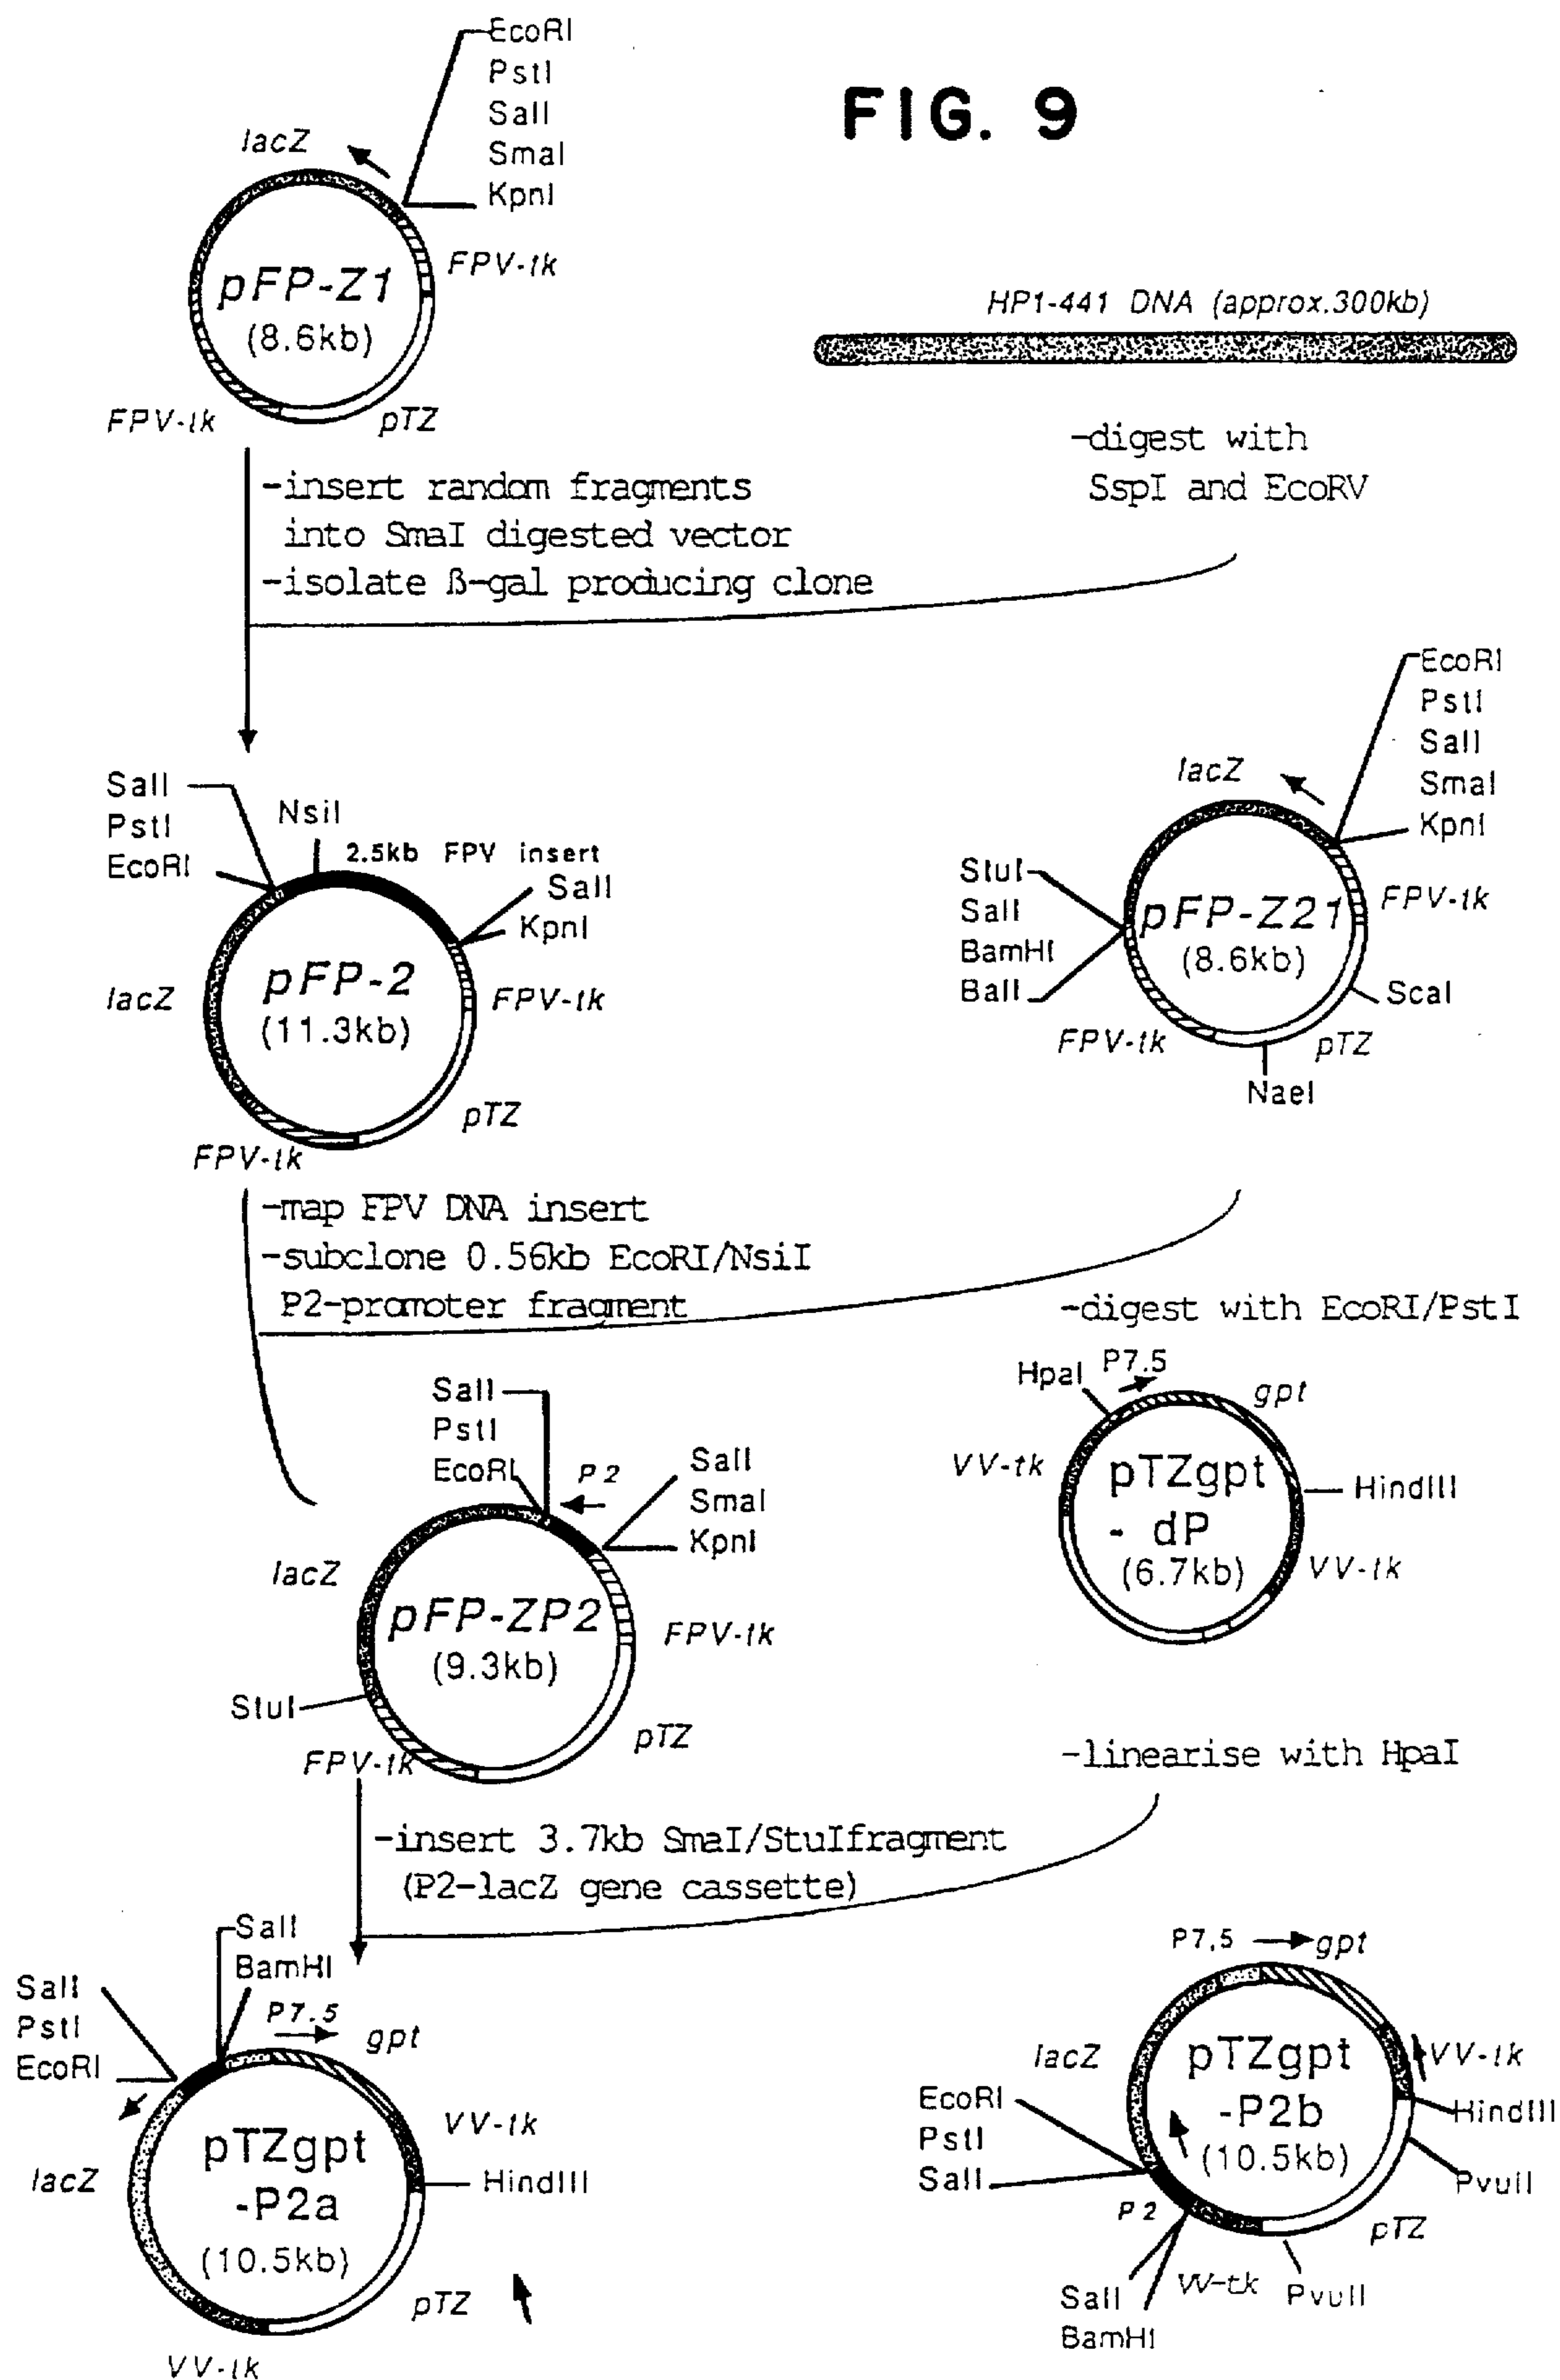 FIG. 9
EcoRI
PstI
SalI
SmaI
KpnI
lacZ
FPV-tk
pFP-Z1
(8.6kb)
FPV-tk
pTZ
HP1-441 DNA (approx.300kb)
-digest with
SspI and EcoRV
-insert random fragments
into SmaI digested vector
-isolate ß-gal producing clone
SalI
PstI
EcoRI
NsiI
2.5kb FPV insert
SalI
KpnI
pFP-2
(11.3kb)
lacZ
FPV-tk
pTZ
FPV-tk
EcoRI
PstI
SalI
SmaI
KpnI
lacZ
StuI
SalI
BamHI
BalI
pFP-Z21
(8.6kb)
FPV-tk
ScaI
FPV-tk
pTZ
NaeI
-map FPV DNA insert
-subclone 0.56kb EcoRI/NsiI
P2-promoter fragment
-digest with EcoRI/PstI
SalI
PstI
EcoRI
P2
SalI
SmaI
KpnI
lacZ
pFP-ZP2
(9.3kb)
FPV-tk
StuI
pTZ
FPV-tk
HpaI
P7.5
gpt
VV-tk
pTZgpt
- dP
(6.7kb)
HindIII
VV-tk
-linearise with HpaI
-insert 3.7kb SmaI/StuIfragment
(P2-lacZ gene cassette)
SalI
BamHI
SalI
PstI
EcoRI
P7.5
gpt
VV-tk
pTZgpt
-P2a
(10.5kb)
HindIII
lacZ
pTZ
VV-tk
P7,5
gpt
lacZ
pTZgpt
-P2b
(10.5kb)
VV-tk
HindIII
EcoRI
PstI
SalI
PvuII
P2
pTZ
VV-tk
PvuII
SalI
BamHI